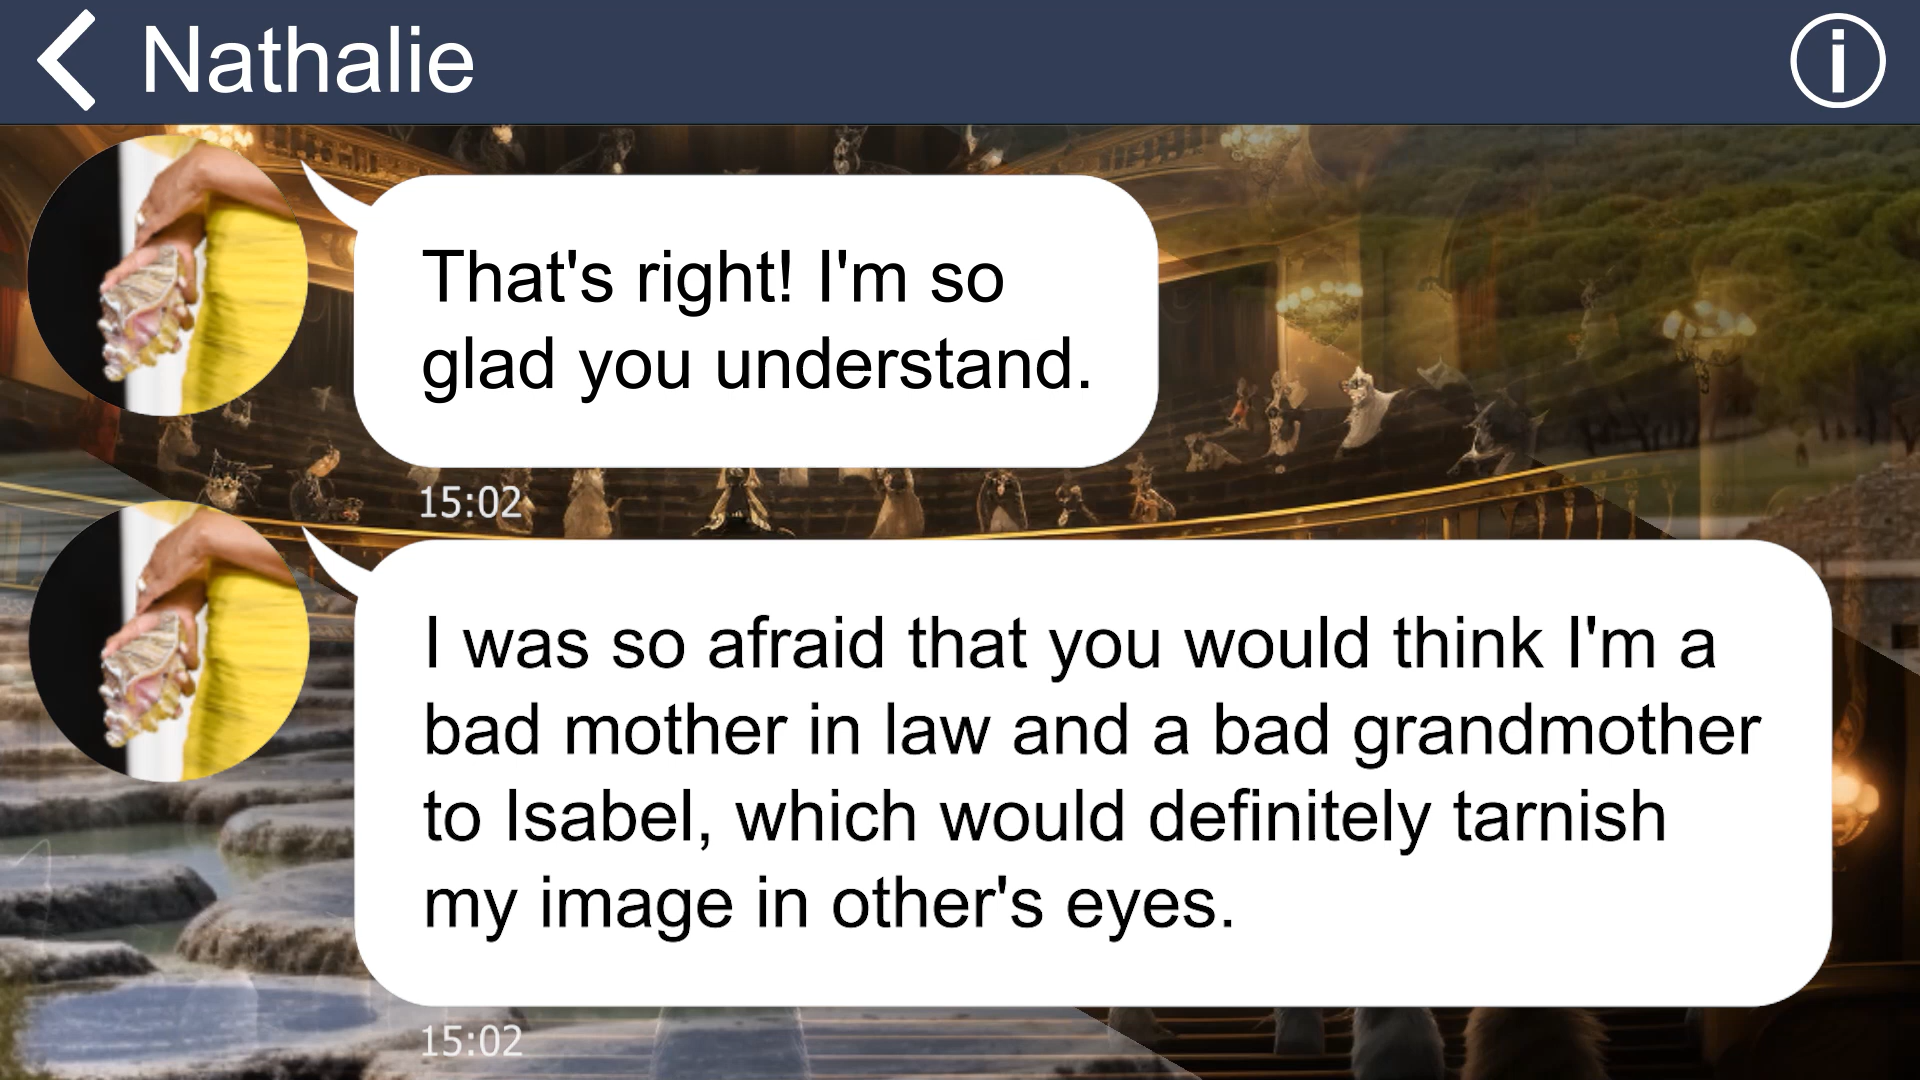 Nathalie
That's right! I'm so
glad you understand.
15:02
I was so afraid that you would think I'm a
bad mother in law and a bad grandmother
to Isabel, which would definitely tarnish
my image in other's eyes.
15:02